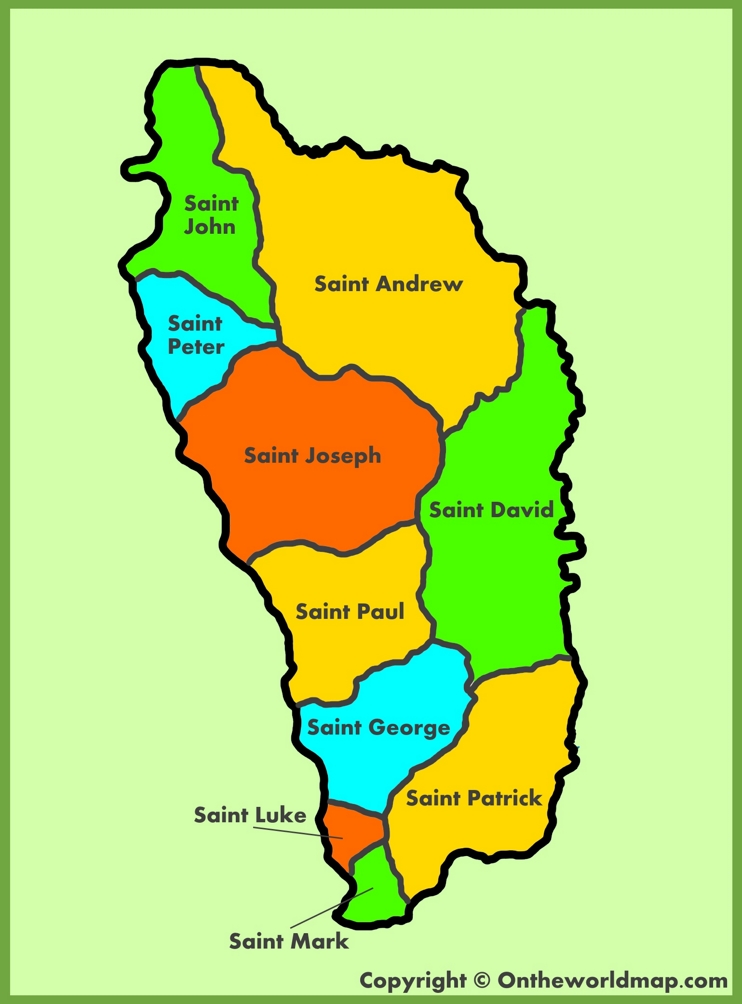 Saint
John
Saint Andrew
Saint
Peter
Saint Joseph
Saint David
Saint Paul
Saint George
Saint Patrick
Saint Luke
Saint Mark
Copyright © Ontheworldmap.com